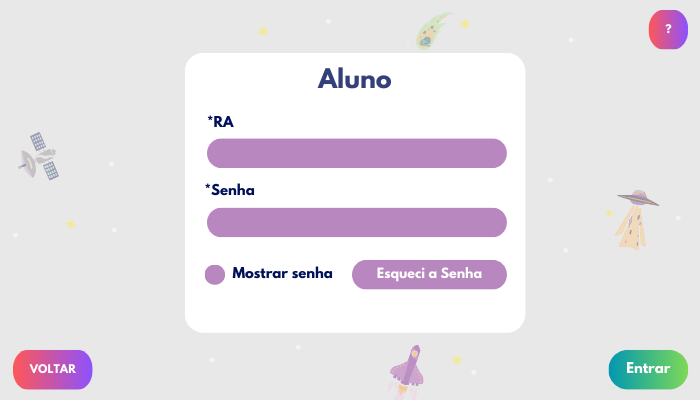 ?
Aluno
*RA
*Senha
Mostrar senha
Esqueci a Senha
VOLTAR
Entrar